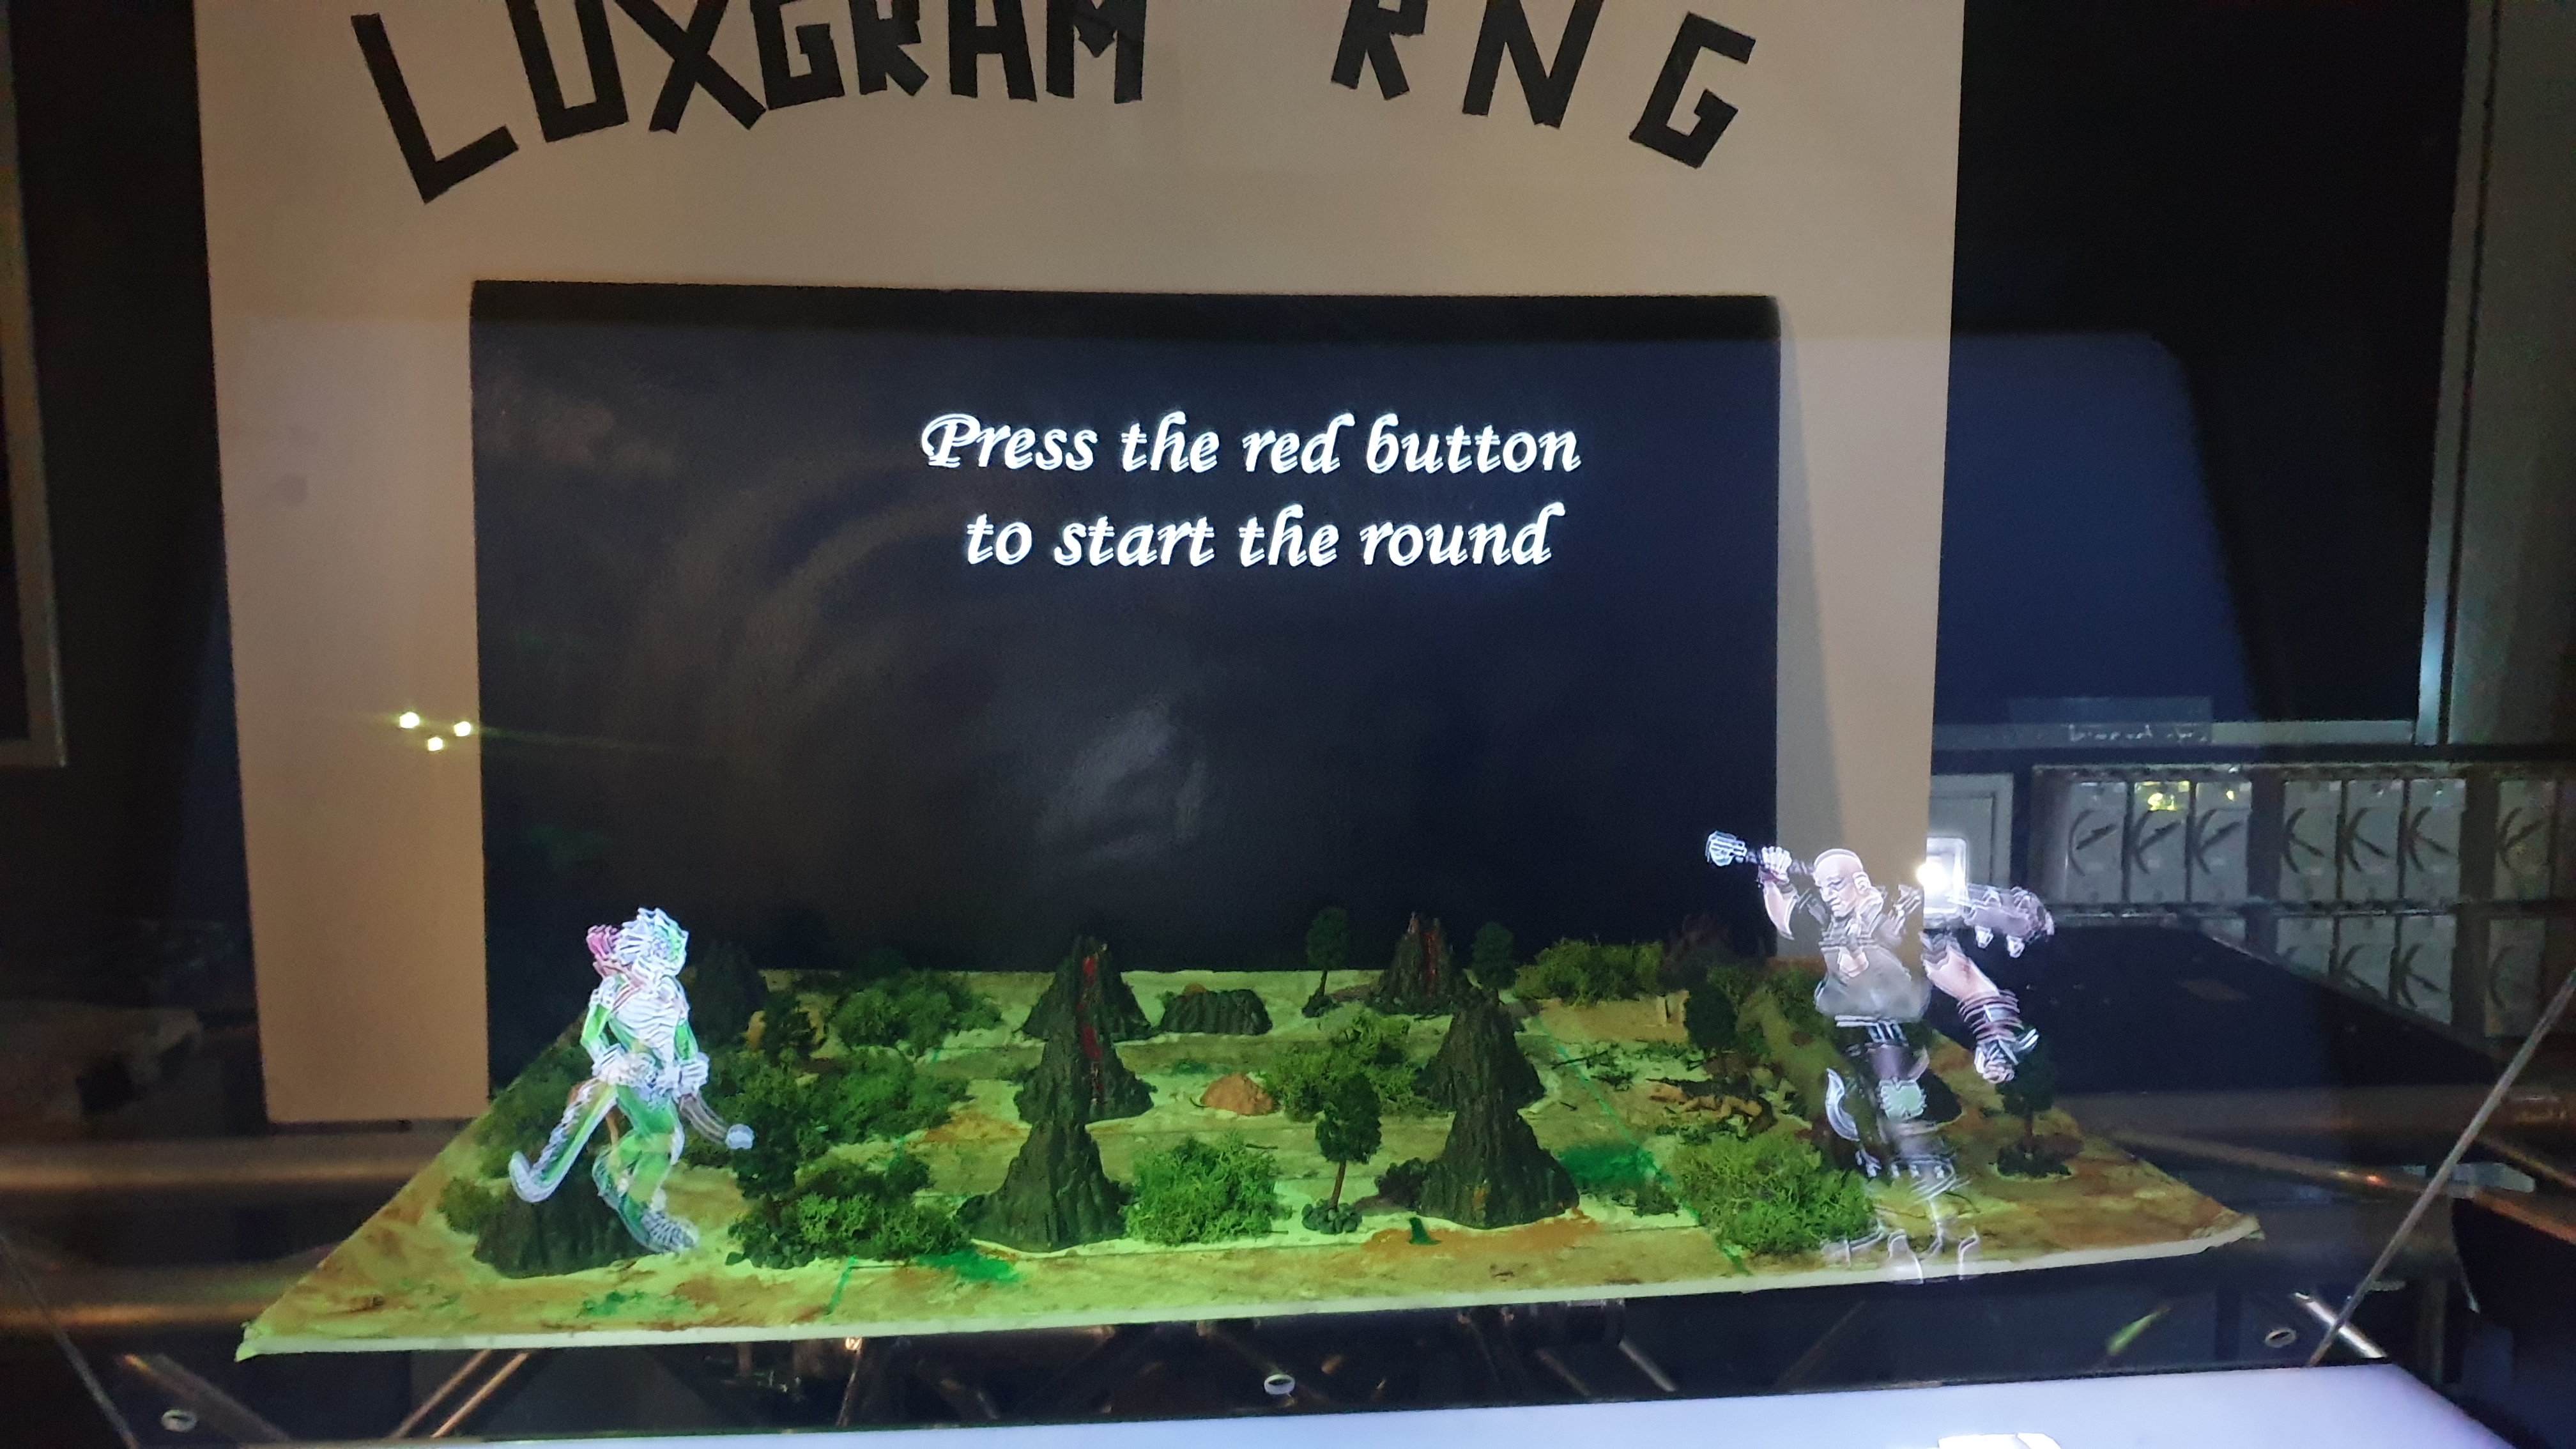 LUXGRAM RNG
Press the red button
to start the round